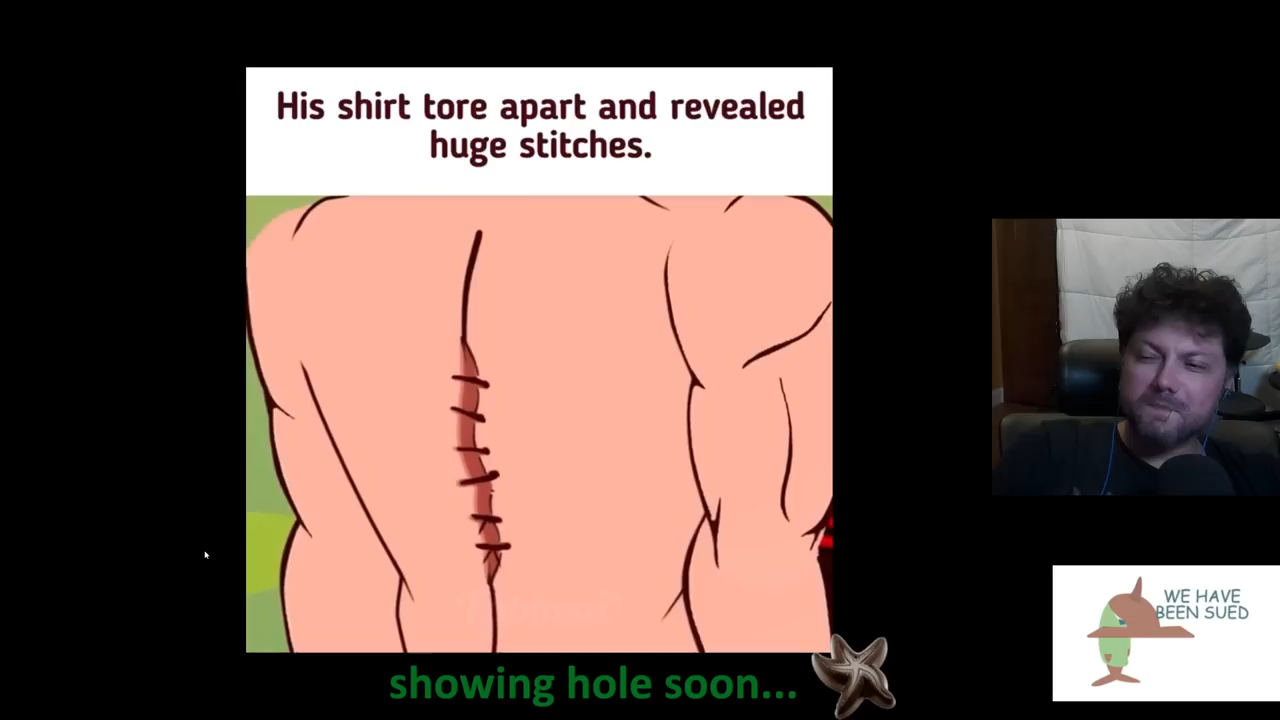 His shirt tore apart and revealed
huge stitches.
WE HAVE
BEEN SUED
showing hole soon...